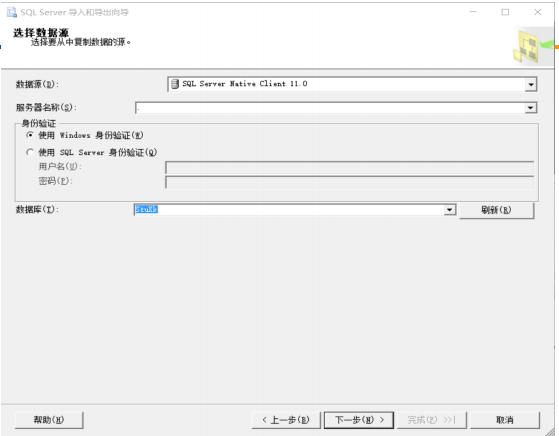 SQL Server 导入和导出向导
选择数据源
选择要从中复制数据的源。
数据源(D):
SQL Server Native Client 11.0
服务器名称(S):
.
身份验证
使用 Windows 身份验证(W)
使用 SQL Server 身份验证(Q)
用户名(U):
密码(P):
数据库(T):
刷新(R)
帮助(H)
< 上一步(B)
下一步(N) >
完成(F) >>|
取消